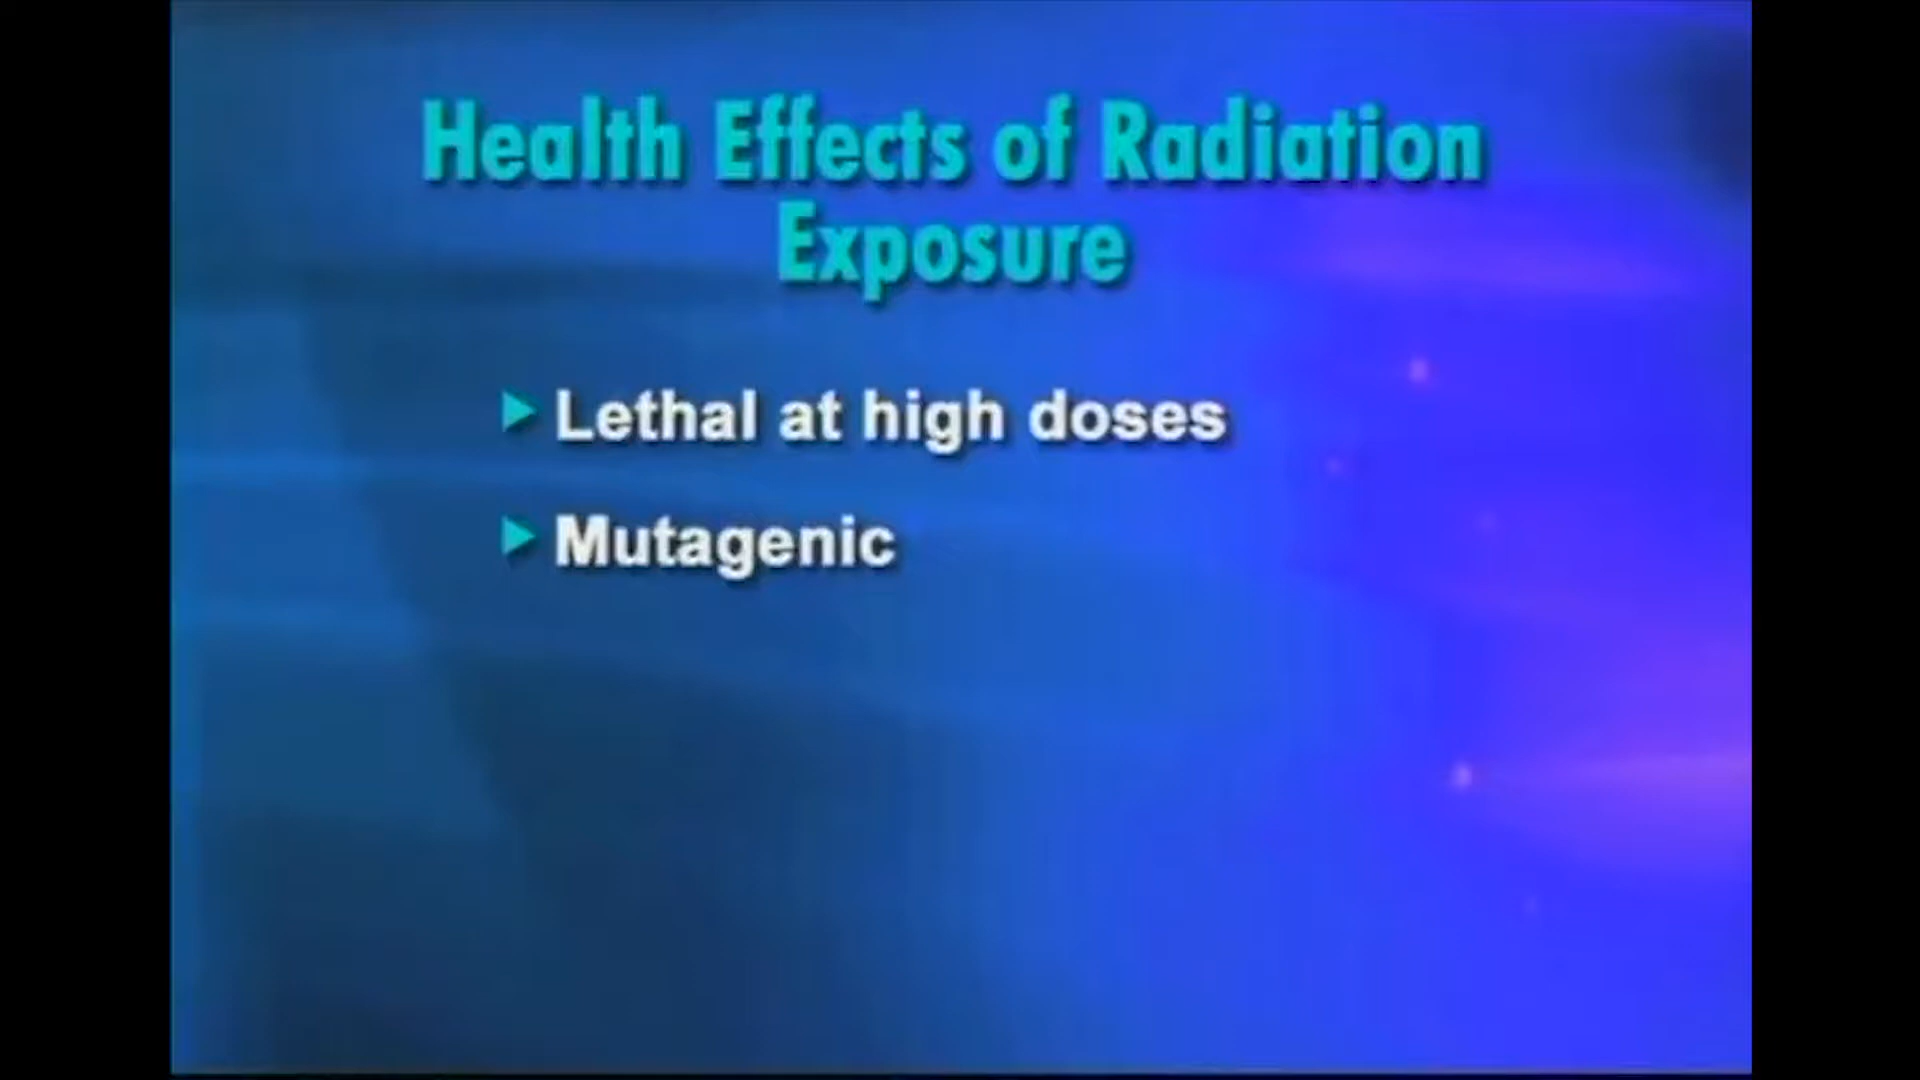 Health Effects of Radiation
Exposure
Lethal at high doses
Mutagenic